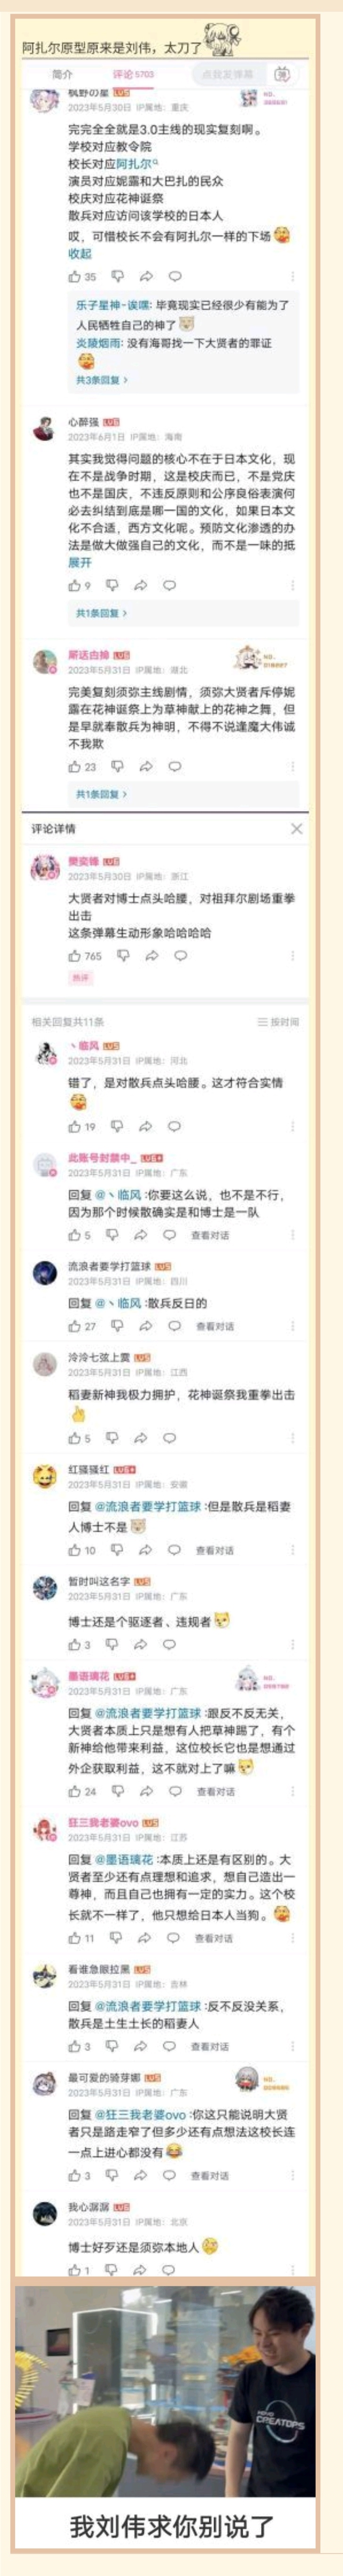 阿扎尔原型原来是刘伟，太刀了
简介
评论 5703
点我发弹幕
弹
枫野の星 LV5
2023年5月30日 IP属地：重庆
NO.
完完全全就是3.0主线的现实复刻啊。
学校对应教令院
校长对应阿扎尔
演员对应妮露和大巴扎的民众
校庆对应花神诞祭
散兵对应访问该学校的日本人
哎，可惜校长不会有阿扎尔一样的下场
收起
35
乐子星神-诶嘿: 毕竟现实已经很少有能为了
人民牺牲自己的神了
炎陵烟雨: 没有海哥找一下大贤者的罪证
共3条回复 >
心醉强 LV5
2023年6月1日 IP属地：海南
其实我觉得问题的核心不在于日本文化，现
在不是战争时期，这是校庆而已，不是党庆
也不是国庆，不违反原则和公序良俗表演何
必去纠结到底是哪一国的文化，如果日本文
化不合适，西方文化呢。预防文化渗透的办
法是做大做强自己的文化，而不是一味的抵
展开
9
共1条回复 >
LV6
2023年5月31日 IP属地：湖北
NO.
完美复刻须弥主线剧情，须弥大贤者斥停妮
露在花神诞祭上为草神献上的花神之舞，但
是早就奉散兵为神明，不得不说逢魔大伟诚
不我欺
23
共1条回复 >
评论详情
樊奕锋 LV6
2023年5月30日 IP属地：浙江
大贤者对博士点头哈腰，对祖拜尔剧场重拳
出击
这条弹幕生动形象哈哈哈哈
765
热评
相关回复共11条
按时间
丶临风 LV5
2023年5月31日 IP属地：河北
错了，是对散兵点头哈腰。这才符合实情
19
此账号封禁中_ LV6
2023年5月31日 IP属地：广东
回复 @丶临风 :你要这么说，也不是不行，
因为那个时候散确实是和博士是一队
5
查看对话
流浪者要学打篮球 LV5
2023年5月31日 IP属地：四川
回复 @丶临风 :散兵反日的
27
查看对话
泠泠七弦上霙 LV5
2023年5月31日 IP属地：江西
稻妻新神我极力拥护，花神诞祭我重拳出击
5
红骚骚红 LV6
2023年5月31日 IP属地：安徽
回复 @流浪者要学打篮球 :但是散兵是稻妻
人博士不是
10
查看对话
暂时叫这名字 LV5
2023年5月31日 IP属地：广东
博士还是个驱逐者、违规者
3
墨语璃花 LV6
2023年5月31日 IP属地：广东
NO.
回复 @流浪者要学打篮球 :跟反不反无关，
大贤者本质上只是想有人把草神踢了，有个
新神给他带来利益，这位校长它也是想通过
外企获取利益，这不就对上了嘛
24
查看对话
狂三我老婆ovo LV5
2023年5月31日 IP属地：江苏
回复 @墨语璃花 :本质上还是有区别的。大
贤者至少还有点理想和追求，想自己造出一
尊神，而且自己也拥有一定的实力。这个校
长就不一样了，他只想给日本人当狗。
11
查看对话
看谁急眼拉黑 LV5
2023年5月31日 IP属地：吉林
回复 @流浪者要学打篮球 :反不反没关系，
散兵是土生土长的稻妻人
3
查看对话
最可爱的骑芽娜 LV5
2023年5月31日 IP属地：广东
NO.
回复 @狂三我老婆ovo :你这只能说明大贤
者只是路走窄了但多少还有点想法这校长连
一点上进心都没有
3
查看对话
我心孱孱 LV5
2023年5月31日 IP属地：北京
博士好歹还是须弥本地人
1
CREATOPS
我刘伟求你别说了